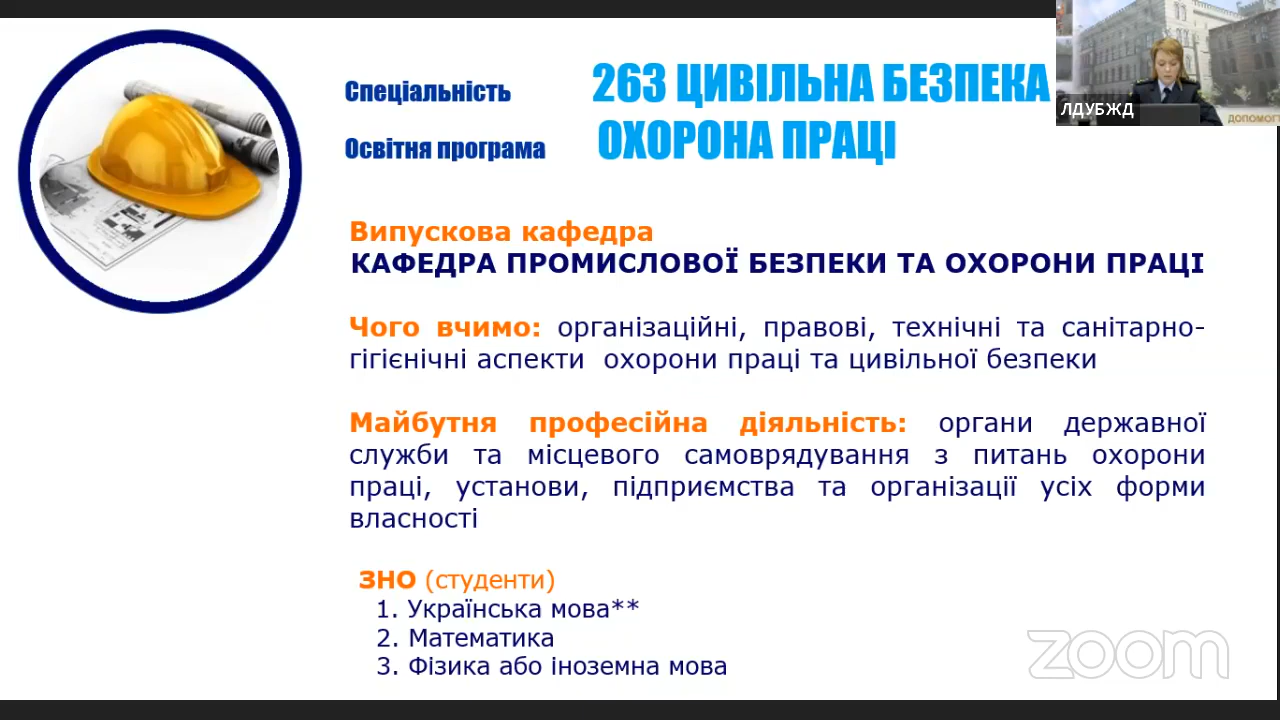 Спеціальність 263 ЦИВІЛЬНА БЕЗПЕКА
Освітня програма ОХОРОНА ПРАЦІ
ЛДУБЖД
ДОПОМОГ
Випускова кафедра
КАФЕДРА ПРОМИСЛОВОЇ БЕЗПЕКИ ТА ОХОРОНИ ПРАЦІ
Чого вчимо: організаційні, правові, технічні та санітарно-
гігієнічні аспекти охорони праці та цивільної безпеки
Майбутня професійна діяльність: органи державної
служби та місцевого самоврядування з питань охорони
праці, установи, підприємства та організації усіх форми
власності
ЗНО (студенти)
1. Українська мова**
2. Математика
3. Фізика або іноземна мова
zoom